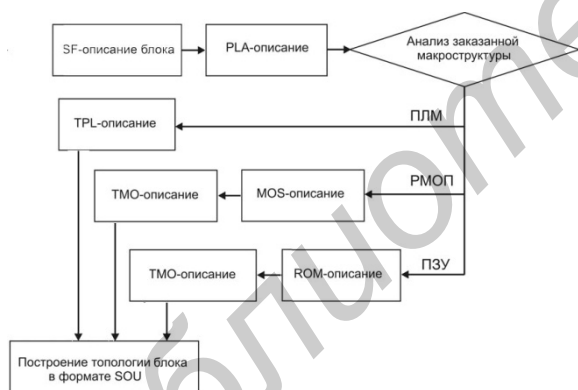 SF-описание блока
PLA-описание
Анализ заказанной
макроструктуры
TPL-описание
ПЛМ
TMO-описание
MOS-описание
РМОП
TMO-описание
ROM-описание
ПЗУ
Построение топологии блока
в формате SOU